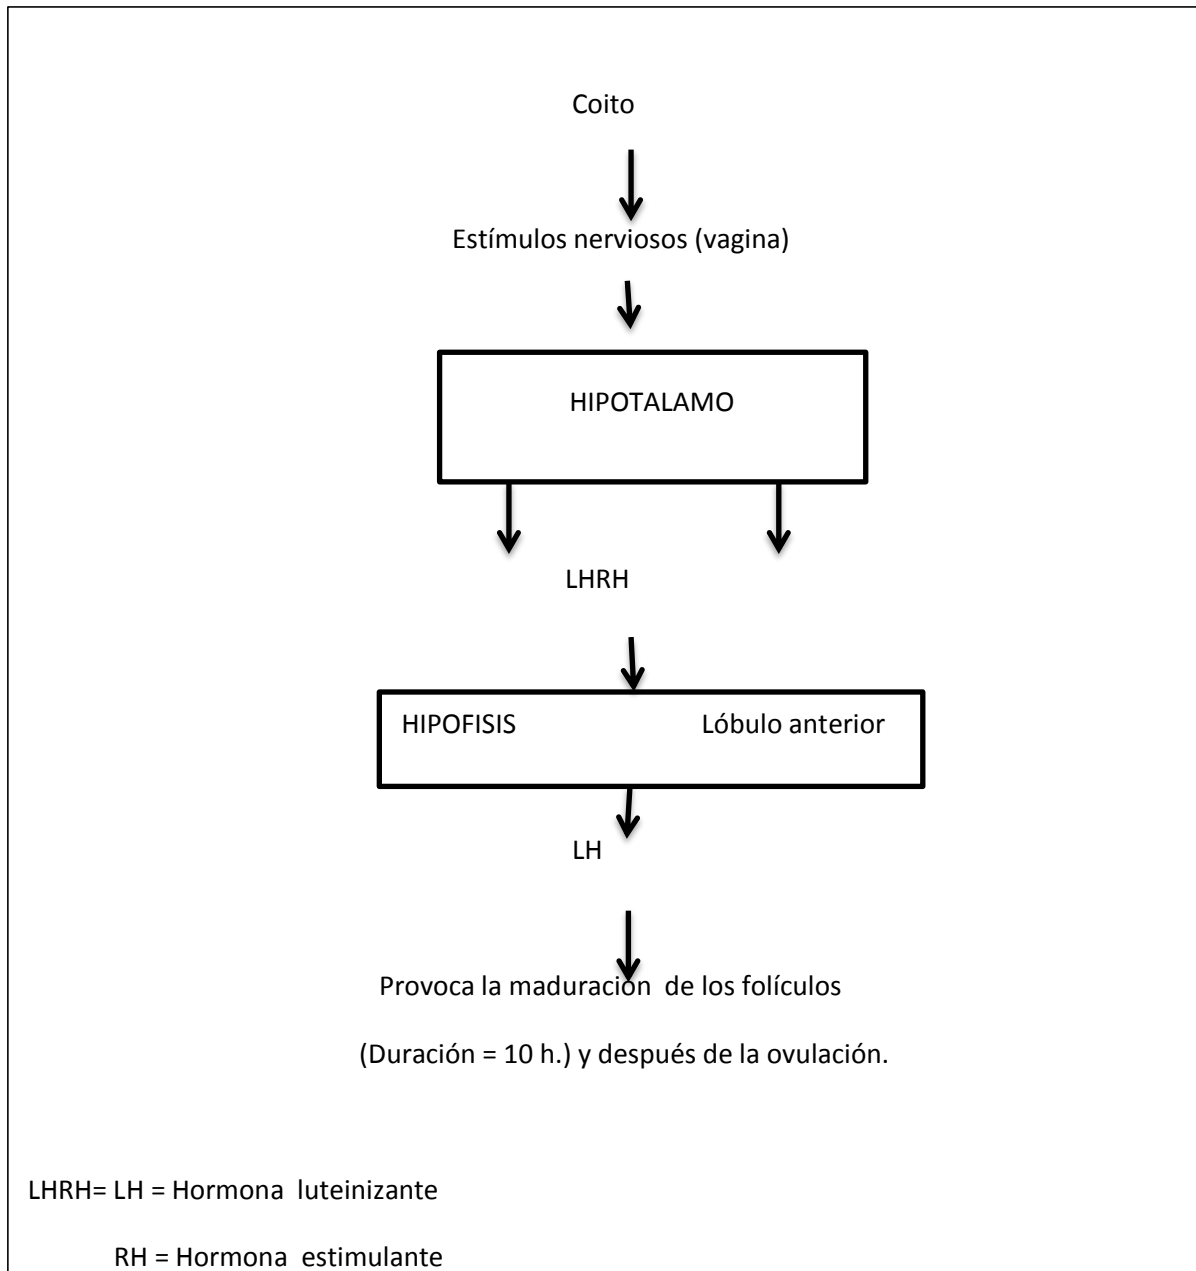 Coito
Estímulos nerviosos (vagina)
HIPOTALAMO
LHRH
HIPOFISIS Lóbulo anterior
LH
Provoca la maduración de los folículos
(Duración = 10 h.) y después de la ovulación.
LHRH= LH = Hormona luteinizante
RH = Hormona estimulante